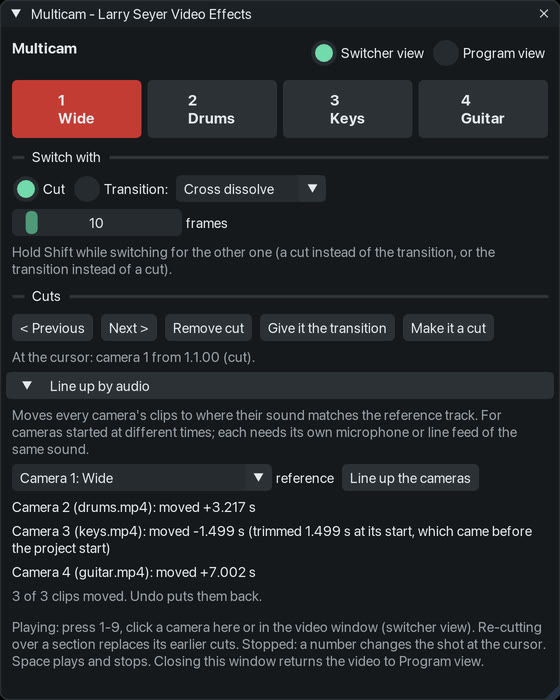 Multicam - Larry Seyer Video Effects
Multicam
Switcher view
Program view
1
Wide
2
Drums
3
Keys
4
Guitar
Switch with
Cut
Transition:
Cross dissolve
10
frames
Hold Shift while switching for the other one (a cut instead of the transition, or the
transition instead of a cut).
Cuts
< Previous
Next >
Remove cut
Give it the transition
Make it a cut
At the cursor: camera 1 from 1.1.00 (cut).
Line up by audio
Moves every camera's clips to where their sound matches the reference track. For
cameras started at different times; each needs its own microphone or line feed of the
same sound.
Camera 1: Wide
reference
Line up the cameras
Camera 2 (drums.mp4): moved +3.217 s
Camera 3 (keys.mp4): moved -1.499 s (trimmed 1.499 s at its start, which came before
the project start)
Camera 4 (guitar.mp4): moved +7.002 s
3 of 3 clips moved. Undo puts them back.
Playing: press 1-9, click a camera here or in the video window (switcher view). Re-cutting
over a section replaces its earlier cuts. Stopped: a number changes the shot at the cursor.
Space plays and stops. Closing this window returns the video to Program view.